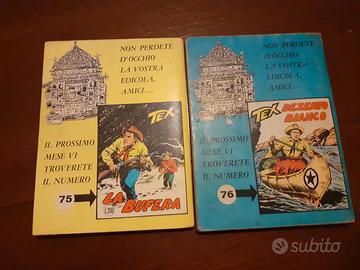 NON PERDETE
D'OCCHIO
LA VOSTRA
EDICOLA,
AMICI....
IL PROSSIMO
MESE VI
TROVERETE
IL NUMERO
75
TEX
LA BUFERA
L.200
NON PERDETE
D'OCCHIO
LA VOSTRA
EDICOLA,
AMICI....
IL PROSSIMO
MESE VI
TROVERETE
IL NUMERO
76
TEX
DESERTO
BIANCO
subito